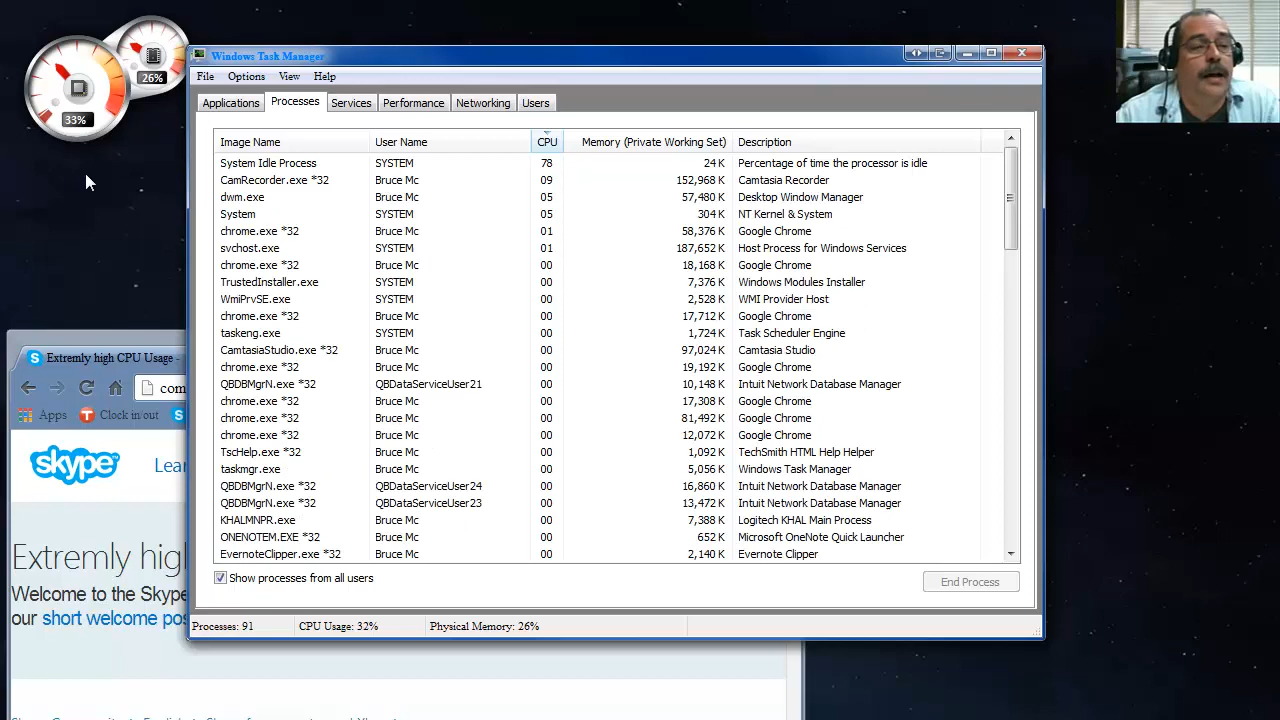 26%
33%
Windows Task Manager
File Options View Help
Applications Processes Services Performance Networking Users
Image Name User Name CPU Memory (Private Working Set) Description
System Idle Process SYSTEM 78 24 K Percentage of time the processor is idle
CamRecorder.exe *32 Bruce Mc 09 152,968 K Camtasia Recorder
dwm.exe Bruce Mc 05 57,480 K Desktop Window Manager
System SYSTEM 05 304 K NT Kernel & System
chrome.exe *32 Bruce Mc 01 58,376 K Google Chrome
svchost.exe SYSTEM 01 187,652 K Host Process for Windows Services
chrome.exe *32 Bruce Mc 00 18,168 K Google Chrome
TrustedInstaller.exe SYSTEM 00 7,376 K Windows Modules Installer
WmiPrvSE.exe SYSTEM 00 2,528 K WMI Provider Host
chrome.exe *32 Bruce Mc 00 17,712 K Google Chrome
taskeng.exe SYSTEM 00 1,724 K Task Scheduler Engine
CamtasiaStudio.exe *32 Bruce Mc 00 97,024 K Camtasia Studio
chrome.exe *32 Bruce Mc 00 19,192 K Google Chrome
QBDBMgrN.exe *32 QBDataServiceUser21 00 10,148 K Intuit Network Database Manager
chrome.exe *32 Bruce Mc 00 17,308 K Google Chrome
chrome.exe *32 Bruce Mc 00 81,492 K Google Chrome
chrome.exe *32 Bruce Mc 00 12,072 K Google Chrome
TscHelp.exe *32 Bruce Mc 00 1,092 K TechSmith HTML Help Helper
taskmgr.exe Bruce Mc 00 5,056 K Windows Task Manager
QBDBMgrN.exe *32 QBDataServiceUser24 00 16,860 K Intuit Network Database Manager
QBDBMgrN.exe *32 QBDataServiceUser23 00 13,472 K Intuit Network Database Manager
KHALMNPR.exe Bruce Mc 00 7,388 K Logitech KHAL Main Process
ONENOTEM.EXE *32 Bruce Mc 00 652 K Microsoft OneNote Quick Launcher
EvernoteClipper.exe *32 Bruce Mc 00 2,140 K Evernote Clipper
Show processes from all users
End Process
Processes: 91 CPU Usage: 32% Physical Memory: 26%
Extremly high CPU Usage -
com
Apps Clock in/out
skype Lear
Extremly hig
Welcome to the Skype
our short welcome pos